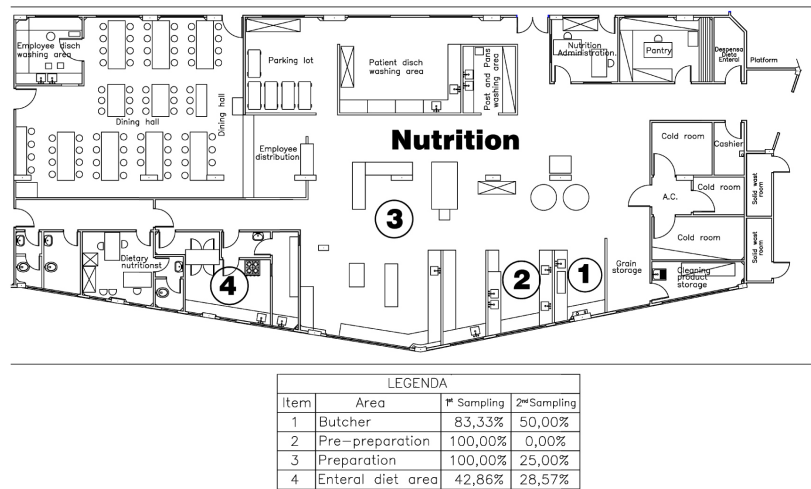 Employee disch
washing area
Dining hall
Dining hall
Parking lot
Employee
distribution
Patient disch
washing area
Post and Pans
washing area
Nutrition
Administration.
Pantry
Despensa
Dieta
Enteral
Platform
Nutrition
Cold room
Cashier
A.C.
Cold room
Cold room
Solid wast
room
Solid wast
room
Grain
storage
Cleaning
product
storage
Dietary
nutritionst
1
2
3
4
LEGENDA
Item Area 1st Sampling 2nd Sampling
1 Butcher 83,33% 50,00%
2 Pre-preparation 100,00% 0,00%
3 Preparation 100,00% 25,00%
4 Enteral diet area 42,86% 28,57%